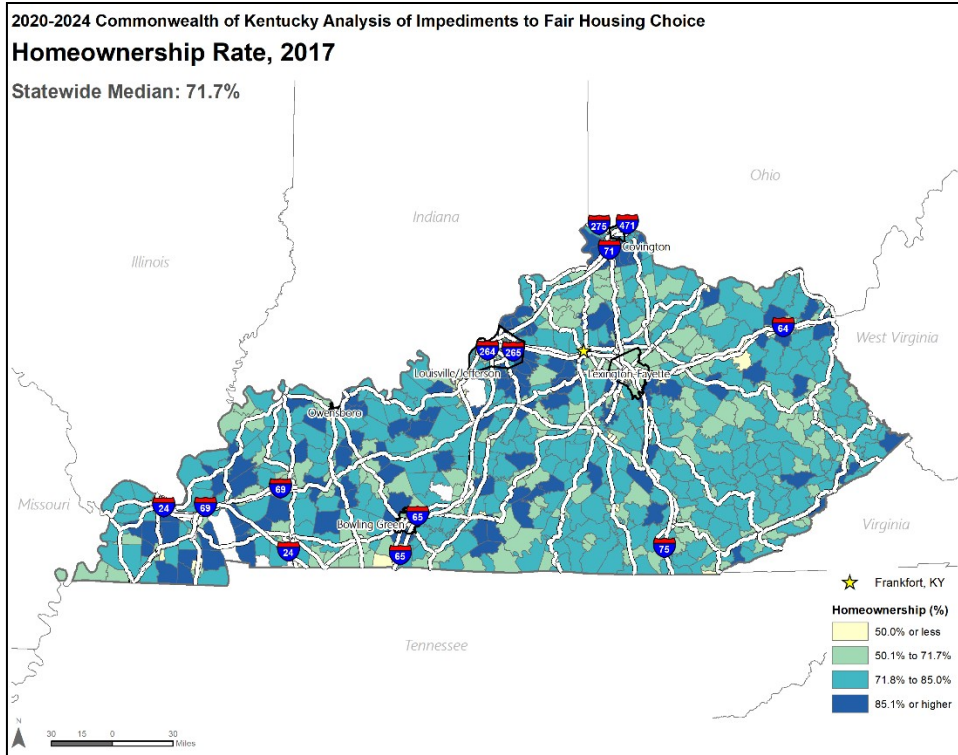 2020-2024 Commonwealth of Kentucky Analysis of Impediments to Fair Housing Choice
Homeownership Rate, 2017
Statewide Median: 71.7%
Ohio
Indiana
275
471
71
Covington
Illinois
64
West Virginia
264
265
Louisville/Jefferson
Lexington-Fayette
Owensboro
69
Missouri
24
69
65
Bowling Green
Virginia
24
65
75
Frankfort, KY
Homeownership (%)
50.0% or less
50.1% to 71.7%
71.8% to 85.0%
85.1% or higher
Tennessee
N
30 15 0 30
Miles